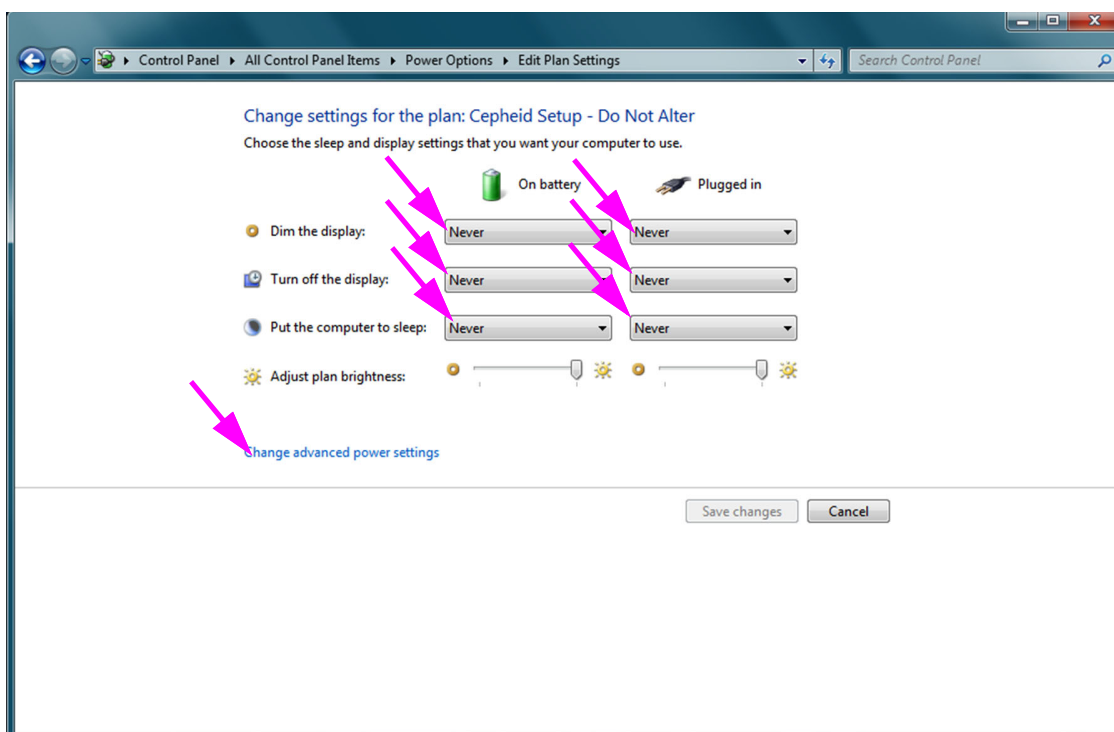 Control Panel All Control Panel Items Power Options Edit Plan Settings Search Control Panel
Change settings for the plan: Cepheid Setup - Do Not Alter
Choose the sleep and display settings that you want your computer to use.
On battery Plugged in
Dim the display: Never Never
Turn off the display: Never Never
Put the computer to sleep: Never Never
Adjust plan brightness:
Change advanced power settings
Save changes Cancel